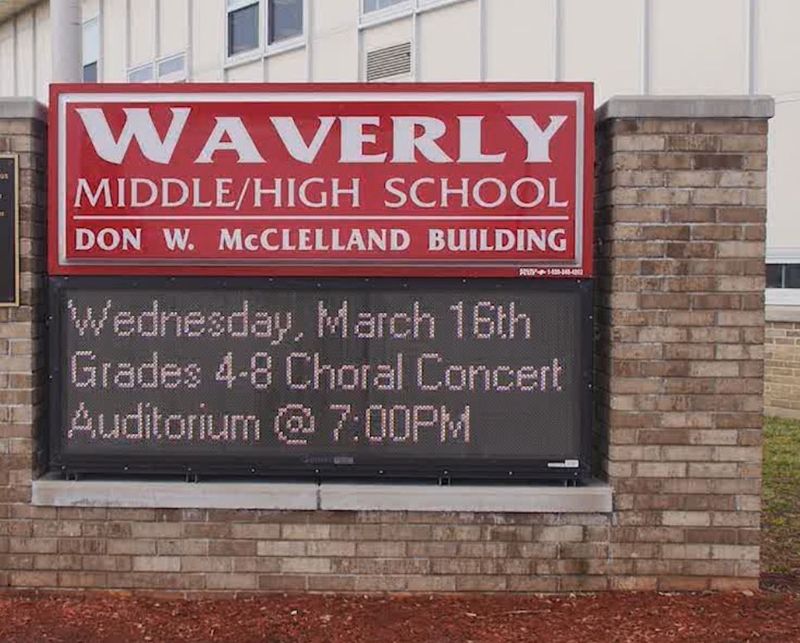 WAVERLY
MIDDLE/HIGH SCHOOL
DON W. McCLELLAND BUILDING
Wednesday, March 16th
Grades 4-8 Choral Concert
Auditorium @ 7:00PM